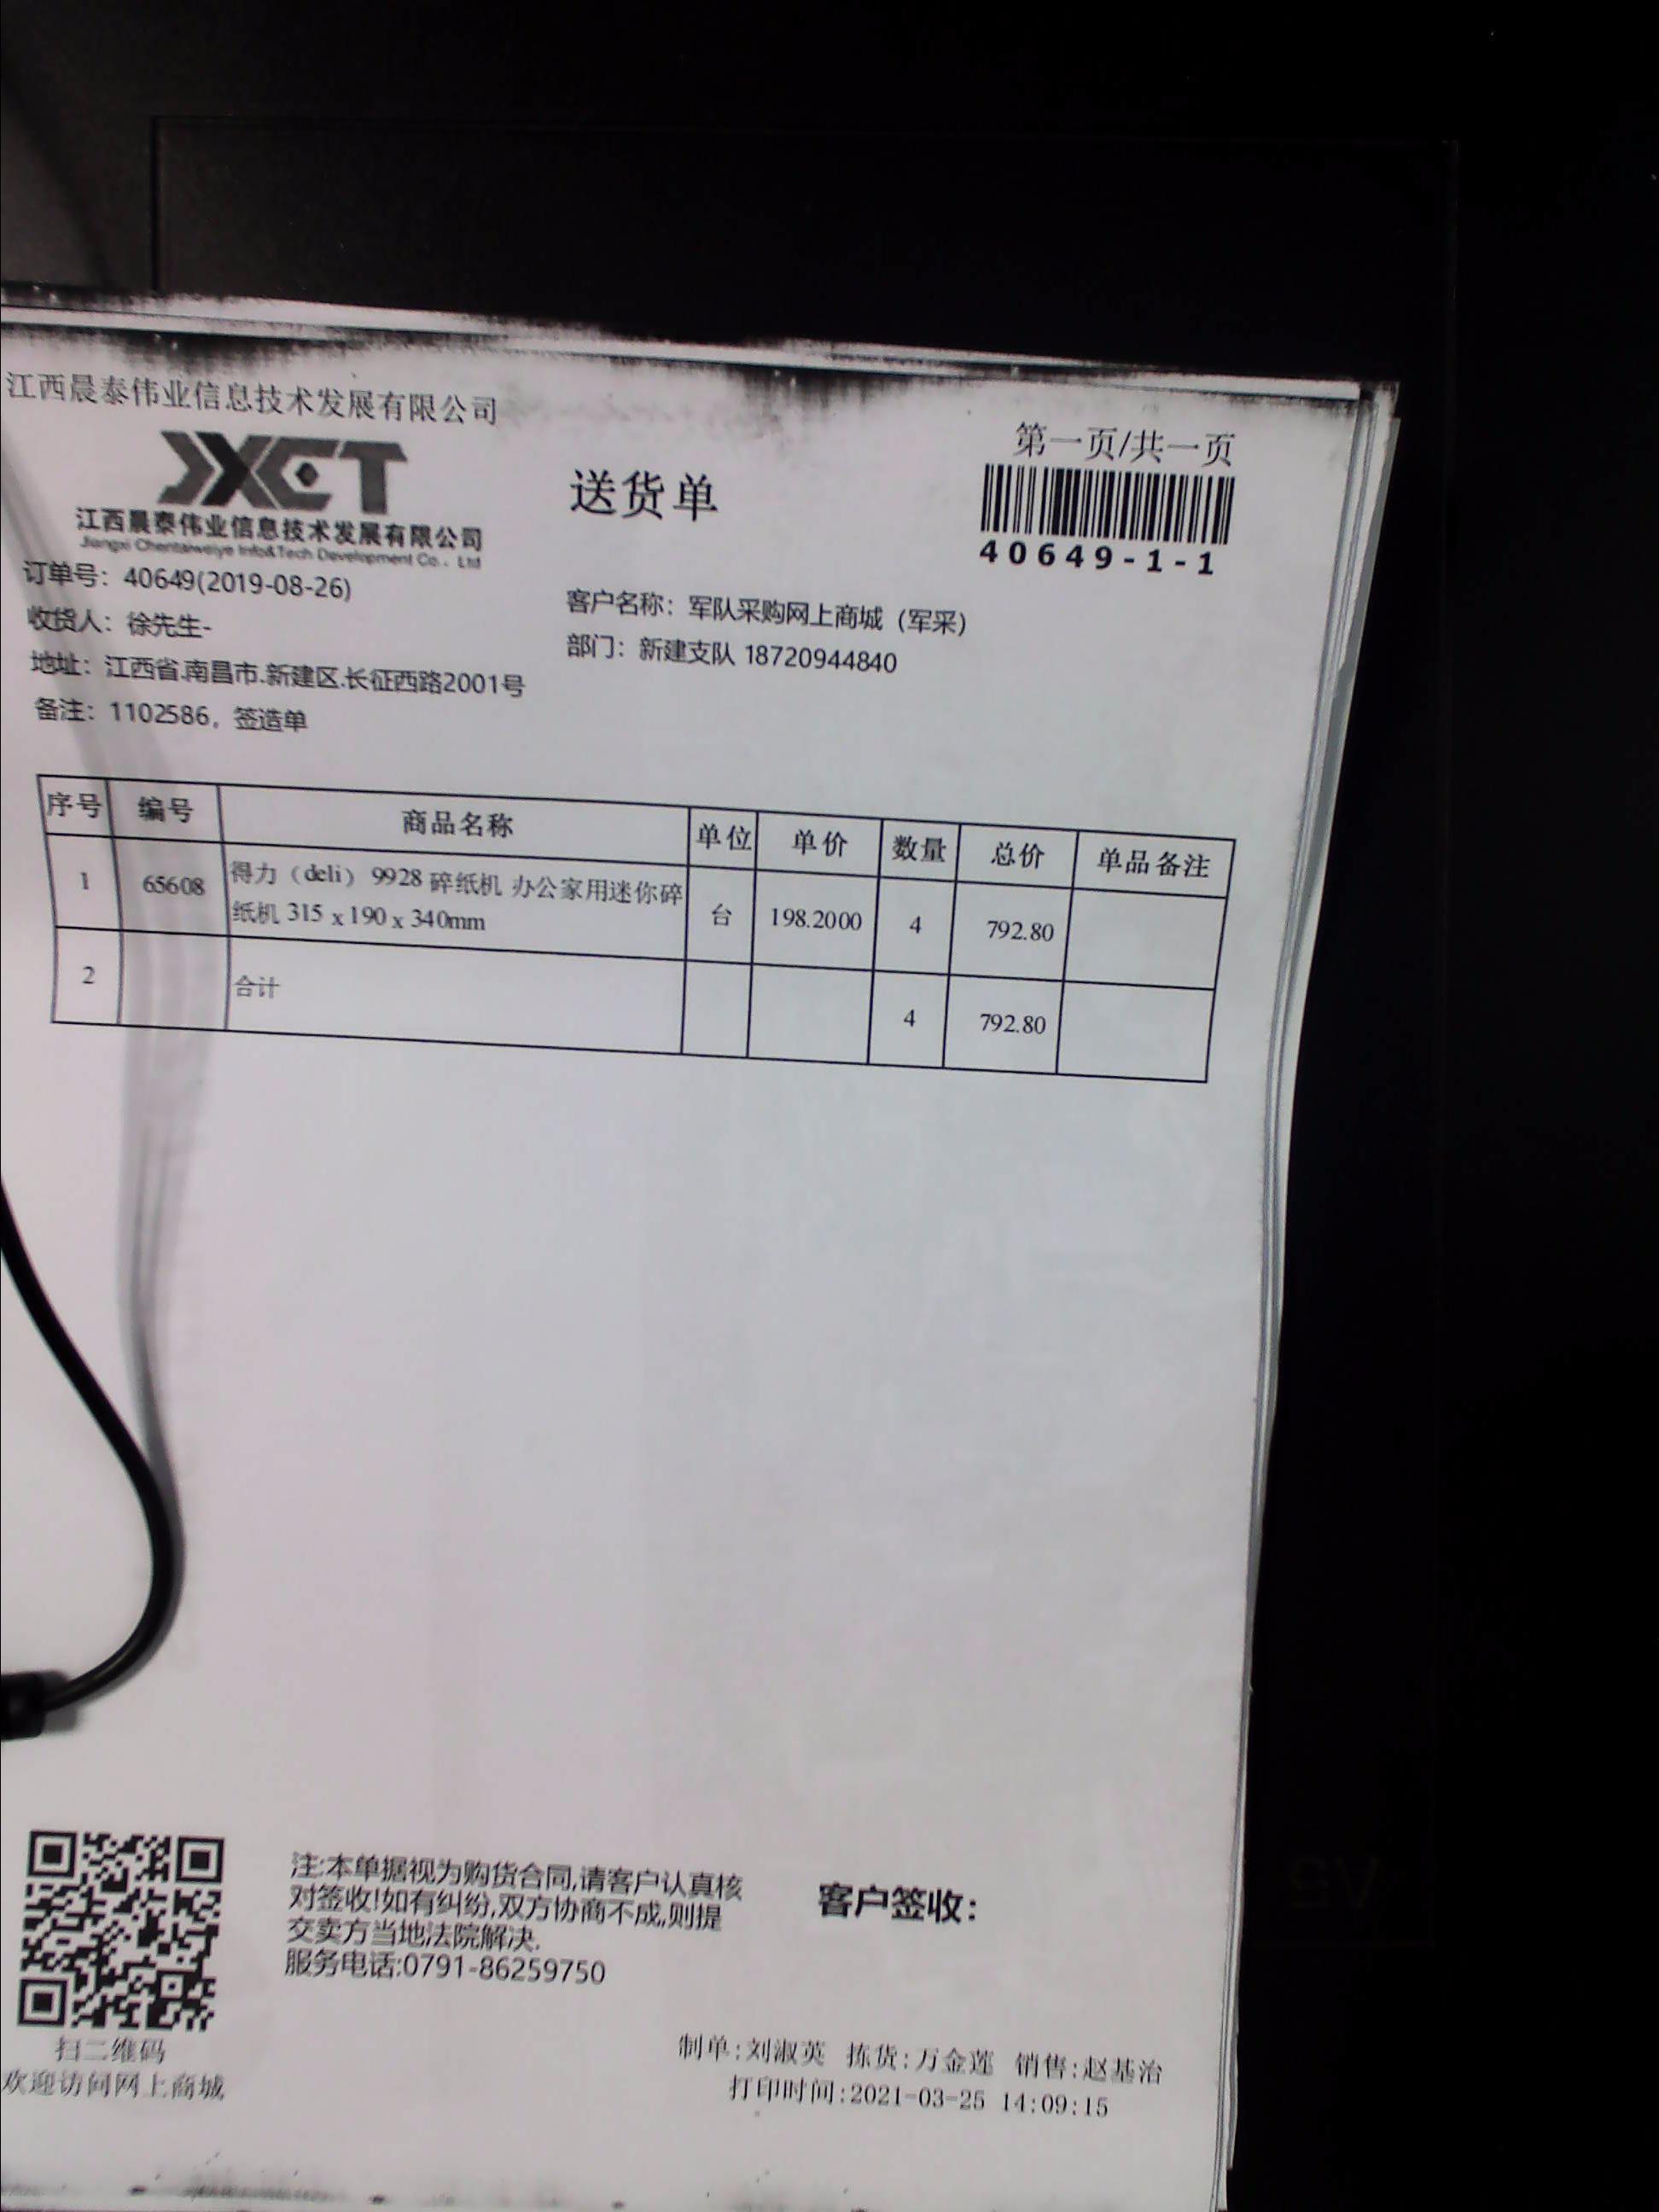 江西晨泰伟业信息技术发展有限公司
第一页/共一页
JXCT
江西晨泰伟业信息技术发展有限公司
Jiangxi Chentaiweiye Info&Tech Development Co., Ltd
送货单
40649-1-1
订单号：40649(2019-08-26)
客户名称：军队采购网上商城（军采）
收货人：徐先生-
部门：新建支队 18720944840
地址：江西省.南昌市.新建区.长征西路2001号
备注：1102586，签造单
序号 编号 商品名称 单位 单价 数量 总价 单品备注
1 65608 得力（deli）9928 碎纸机 办公家用迷你碎 台 198.2000 4 792.80
纸机 315 x 190 x 340mm
2 合计 4 792.80
注:本单据视为购货合同,请客户认真核
对签收!如有纠纷,双方协商不成,则提
交卖方当地法院解决.
服务电话:0791-86259750
客户签收：
扫二维码
欢迎访问网上商城
制单:刘淑英 拣货:万金莲 销售:赵基治
打印时间:2021-03-25 14:09:15
A5